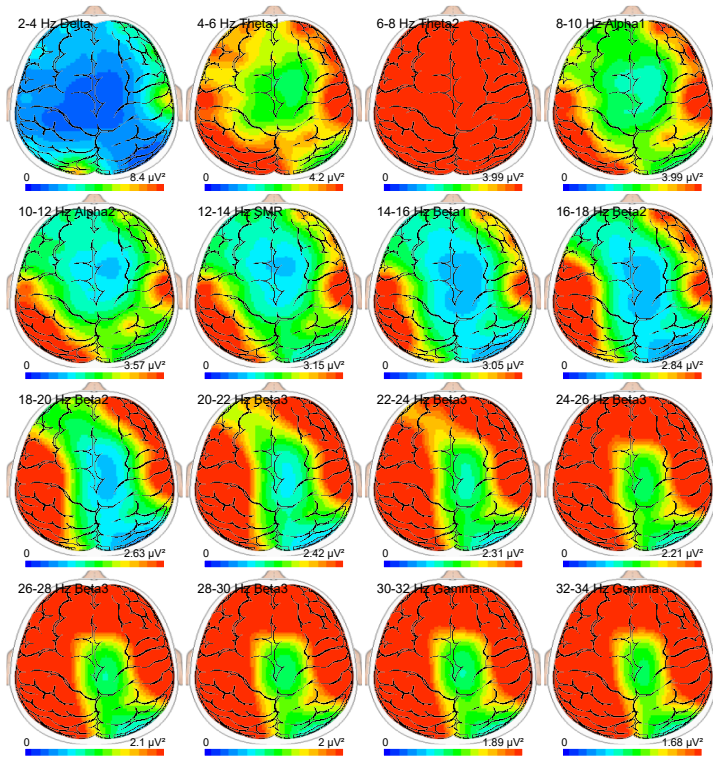 2-4 Hz Delta
4-6 Hz Theta1
6-8 Hz Theta2
8-10 Hz Alpha1
0 8.4 μV²
0 4.2 μV²
0 3.99 μV²
0 3.99 μV²
10-12 Hz Alpha2
12-14 Hz SMR
14-16 Hz Beta1
16-18 Hz Beta2
0 3.57 μV²
0 3.15 μV²
0 3.05 μV²
0 2.84 μV²
18-20 Hz Beta2
20-22 Hz Beta3
22-24 Hz Beta3
24-26 Hz Beta3
0 2.63 μV²
0 2.42 μV²
0 2.31 μV²
0 2.21 μV²
26-28 Hz Beta3
28-30 Hz Beta3
30-32 Hz Gamma
32-34 Hz Gamma
0 2.1 μV²
0 2 μV²
0 1.89 μV²
0 1.68 μV²